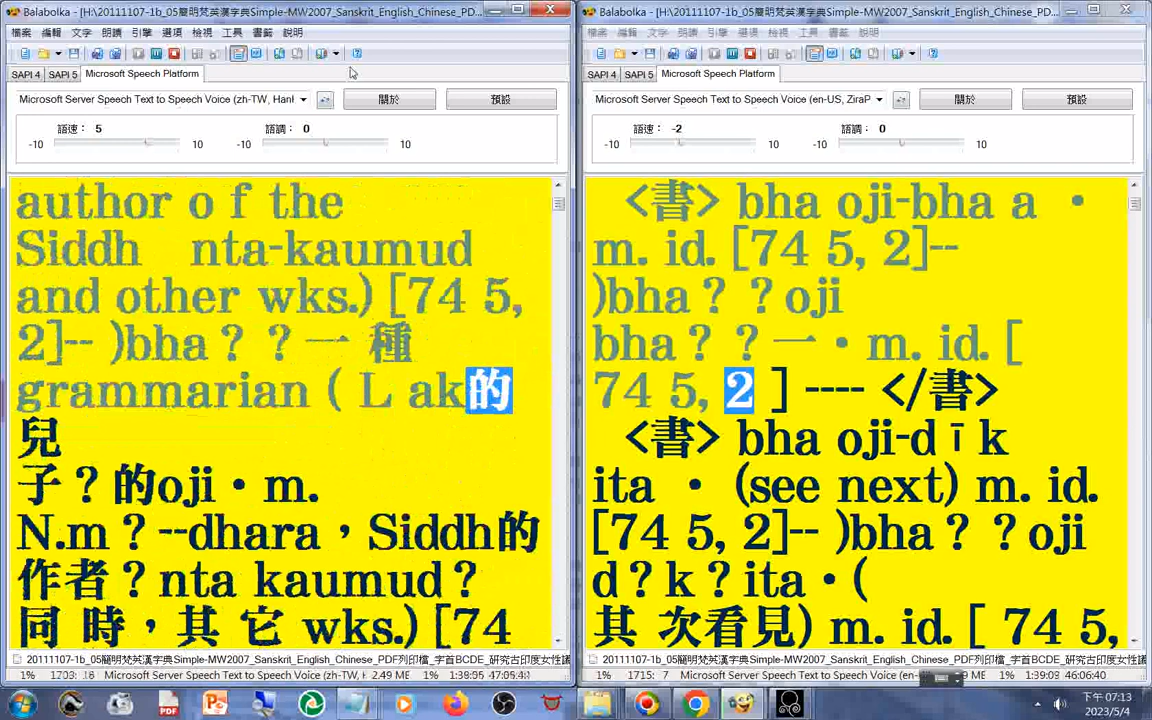 Balabolka - [H:\20111107-1b_05簡明梵英漢字典Simple-MW2007_Sanskrit_English_Chinese_PD...
檔案 編輯 文字 朗讀 引擎 選項 檢視 工具 書籤 說明
SAPI 4 SAPI 5 Microsoft Speech Platform
Microsoft Server Speech Text to Speech Voice (zh-TW, HanI
關於 預設
語速： 5 語調： 0
-10 10 -10 10
author o f the
Siddh nta-kaumud
and other wks.) [74 5,
2]-- )bha？？一 種
grammarian ( L ak的
兒
子？的oji・m.
N.m？--dhara，Siddh的
作者？nta kaumud？
同 時，其 它 wks.) [74
20111107-1b_05簡明梵英漢字典Simple-MW2007_Sanskrit_English_Chinese_PDF列印檔_字首BCDE_研究古印度女性議
1% 1703: 16 Microsoft Server Speech Text to Speech Voice (zh-TW, H 2.49 ME 1% 1:39:55 47:05:43
Balabolka - [H:\20111107-1b_05簡明梵英漢字典Simple-MW2007_Sanskrit_English_Chinese_PD...
檔案 編輯 文字 朗讀 引擎 選項 檢視 工具 書籤 說明
SAPI 4 SAPI 5 Microsoft Speech Platform
Microsoft Server Speech Text to Speech Voice (en-US, ZiraP
關於 預設
語速： -2 語調： 0
-10 10 -10 10
<書> bha oji-bha a ・
m. id. [74 5, 2]--
)bha？？oji
bha？？一・m. id. [
74 5, 2 ] ---- </書>
<書> bha oji-d ī k
ita ・ (see next) m. id.
[74 5, 2]-- )bha？？oji
d？k？ita・(
其 次看見) m. id. [ 74 5,
20111107-1b_05簡明梵英漢字典Simple-MW2007_Sanskrit_English_Chinese_PDF列印檔_字首BCDE_研究古印度女性議
1% 1715: 7 Microsoft Server Speech Text to Speech Voice (en- ME 1% 1:39:09 46:06:40
下午 07:13
2023/5/4